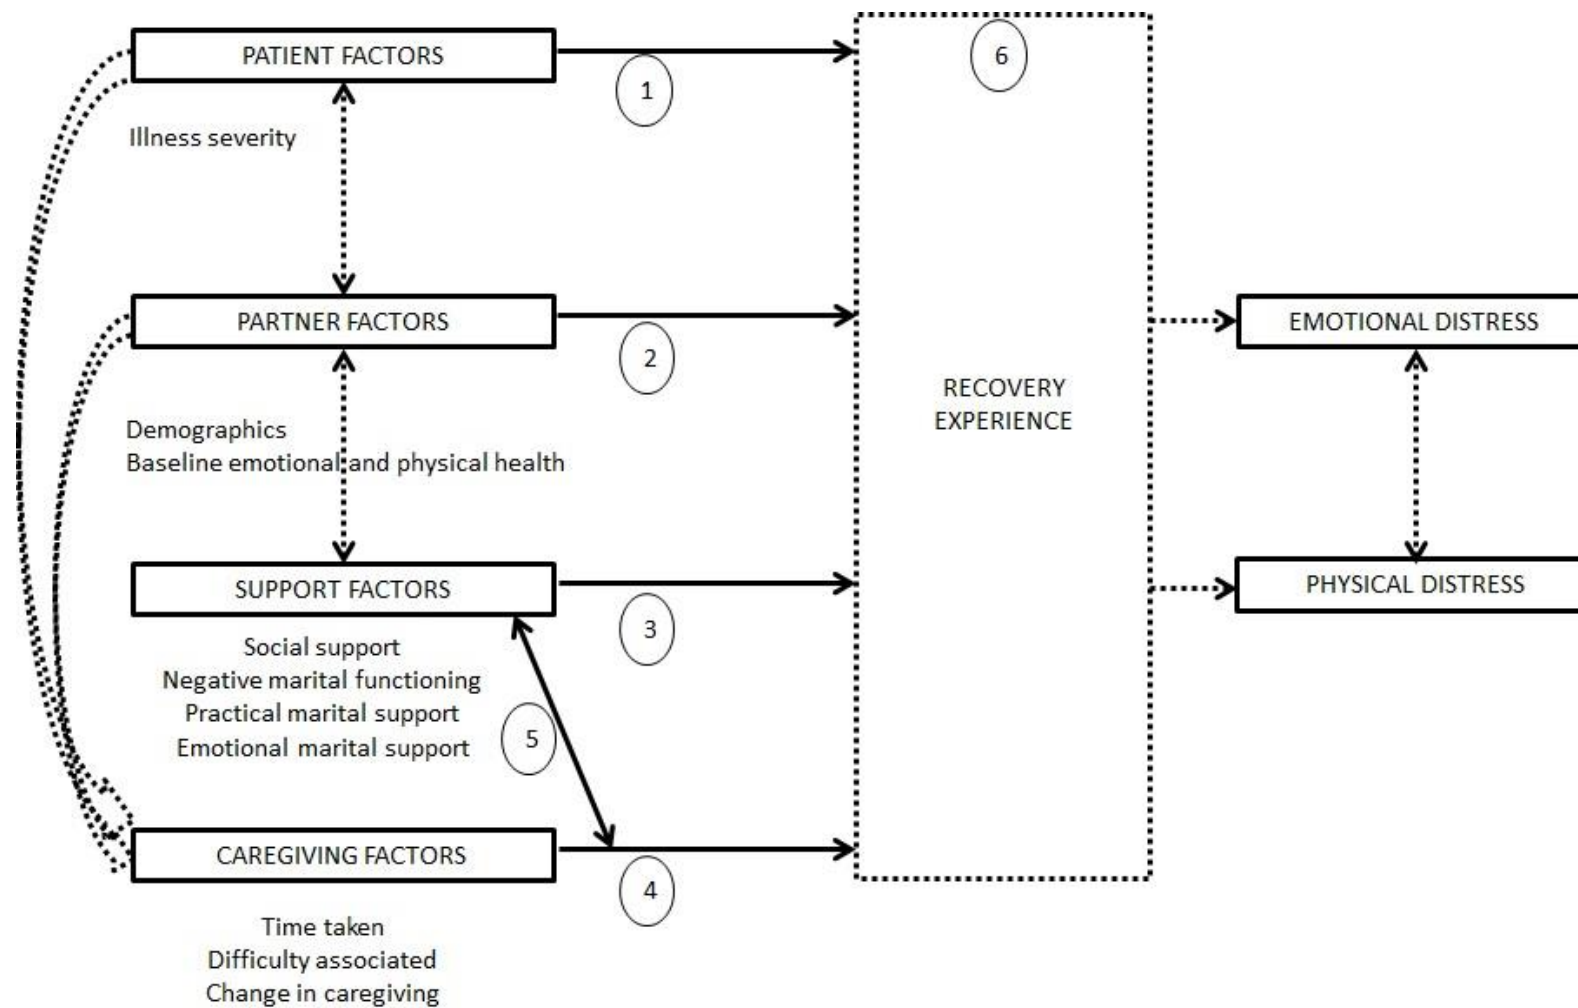 PATIENT FACTORS
1
6
Illness severity
PARTNER FACTORS
2
EMOTIONAL DISTRESS
RECOVERY
EXPERIENCE
Demographics
Baseline emotional and physical health
SUPPORT FACTORS
3
PHYSICAL DISTRESS
Social support
Negative marital functioning
Practical marital support
Emotional marital support
5
CAREGIVING FACTORS
4
Time taken
Difficulty associated
Change in caregiving